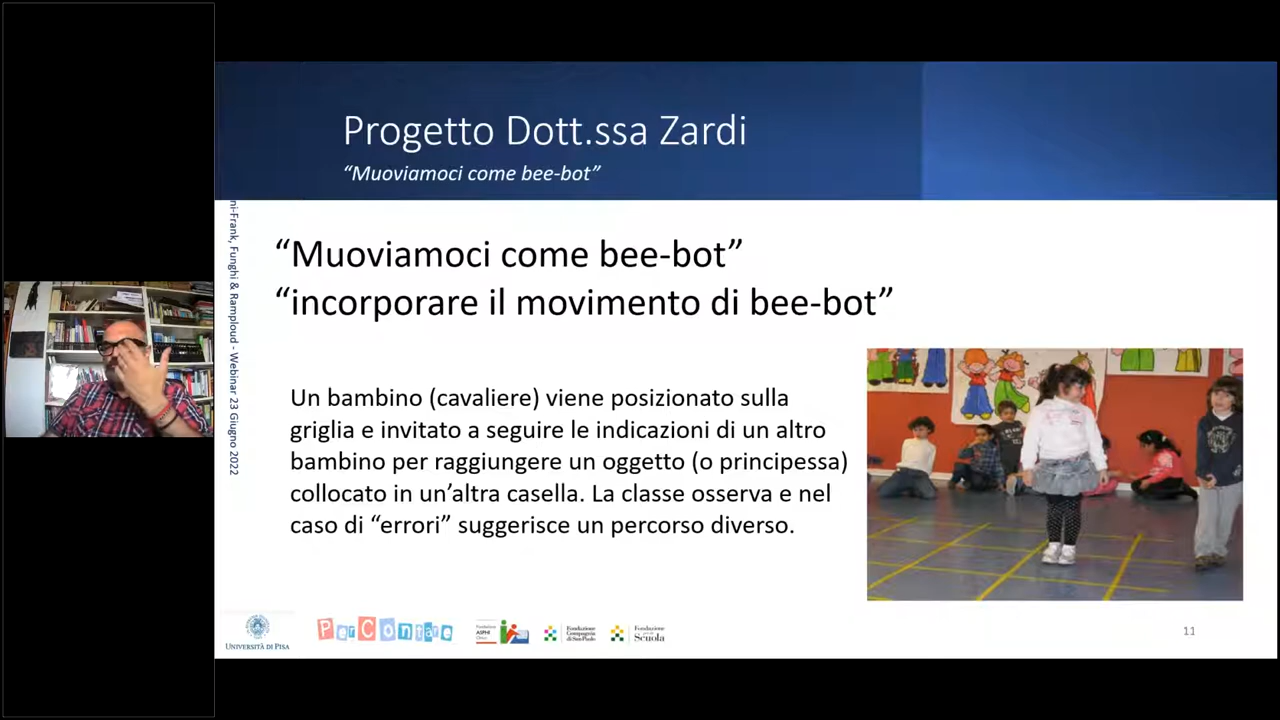 Progetto Dott.ssa Zardi
“Muoviamoci come bee-bot”
ni-Frank, Funghi & Ramploud - Webinar 23 Giugno 2022
“Muoviamoci come bee-bot”
“incorporare il movimento di bee-bot”
Un bambino (cavaliere) viene posizionato sulla
griglia e invitato a seguire le indicazioni di un altro
bambino per raggiungere un oggetto (o principessa)
collocato in un’altra casella. La classe osserva e nel
caso di “errori” suggerisce un percorso diverso.
UNIVERSITÀ DI PISA
PerContare
Fondazione
ASPHI
Fondazione
Compagnia
di San Paolo
Fondazione
Scuola
11